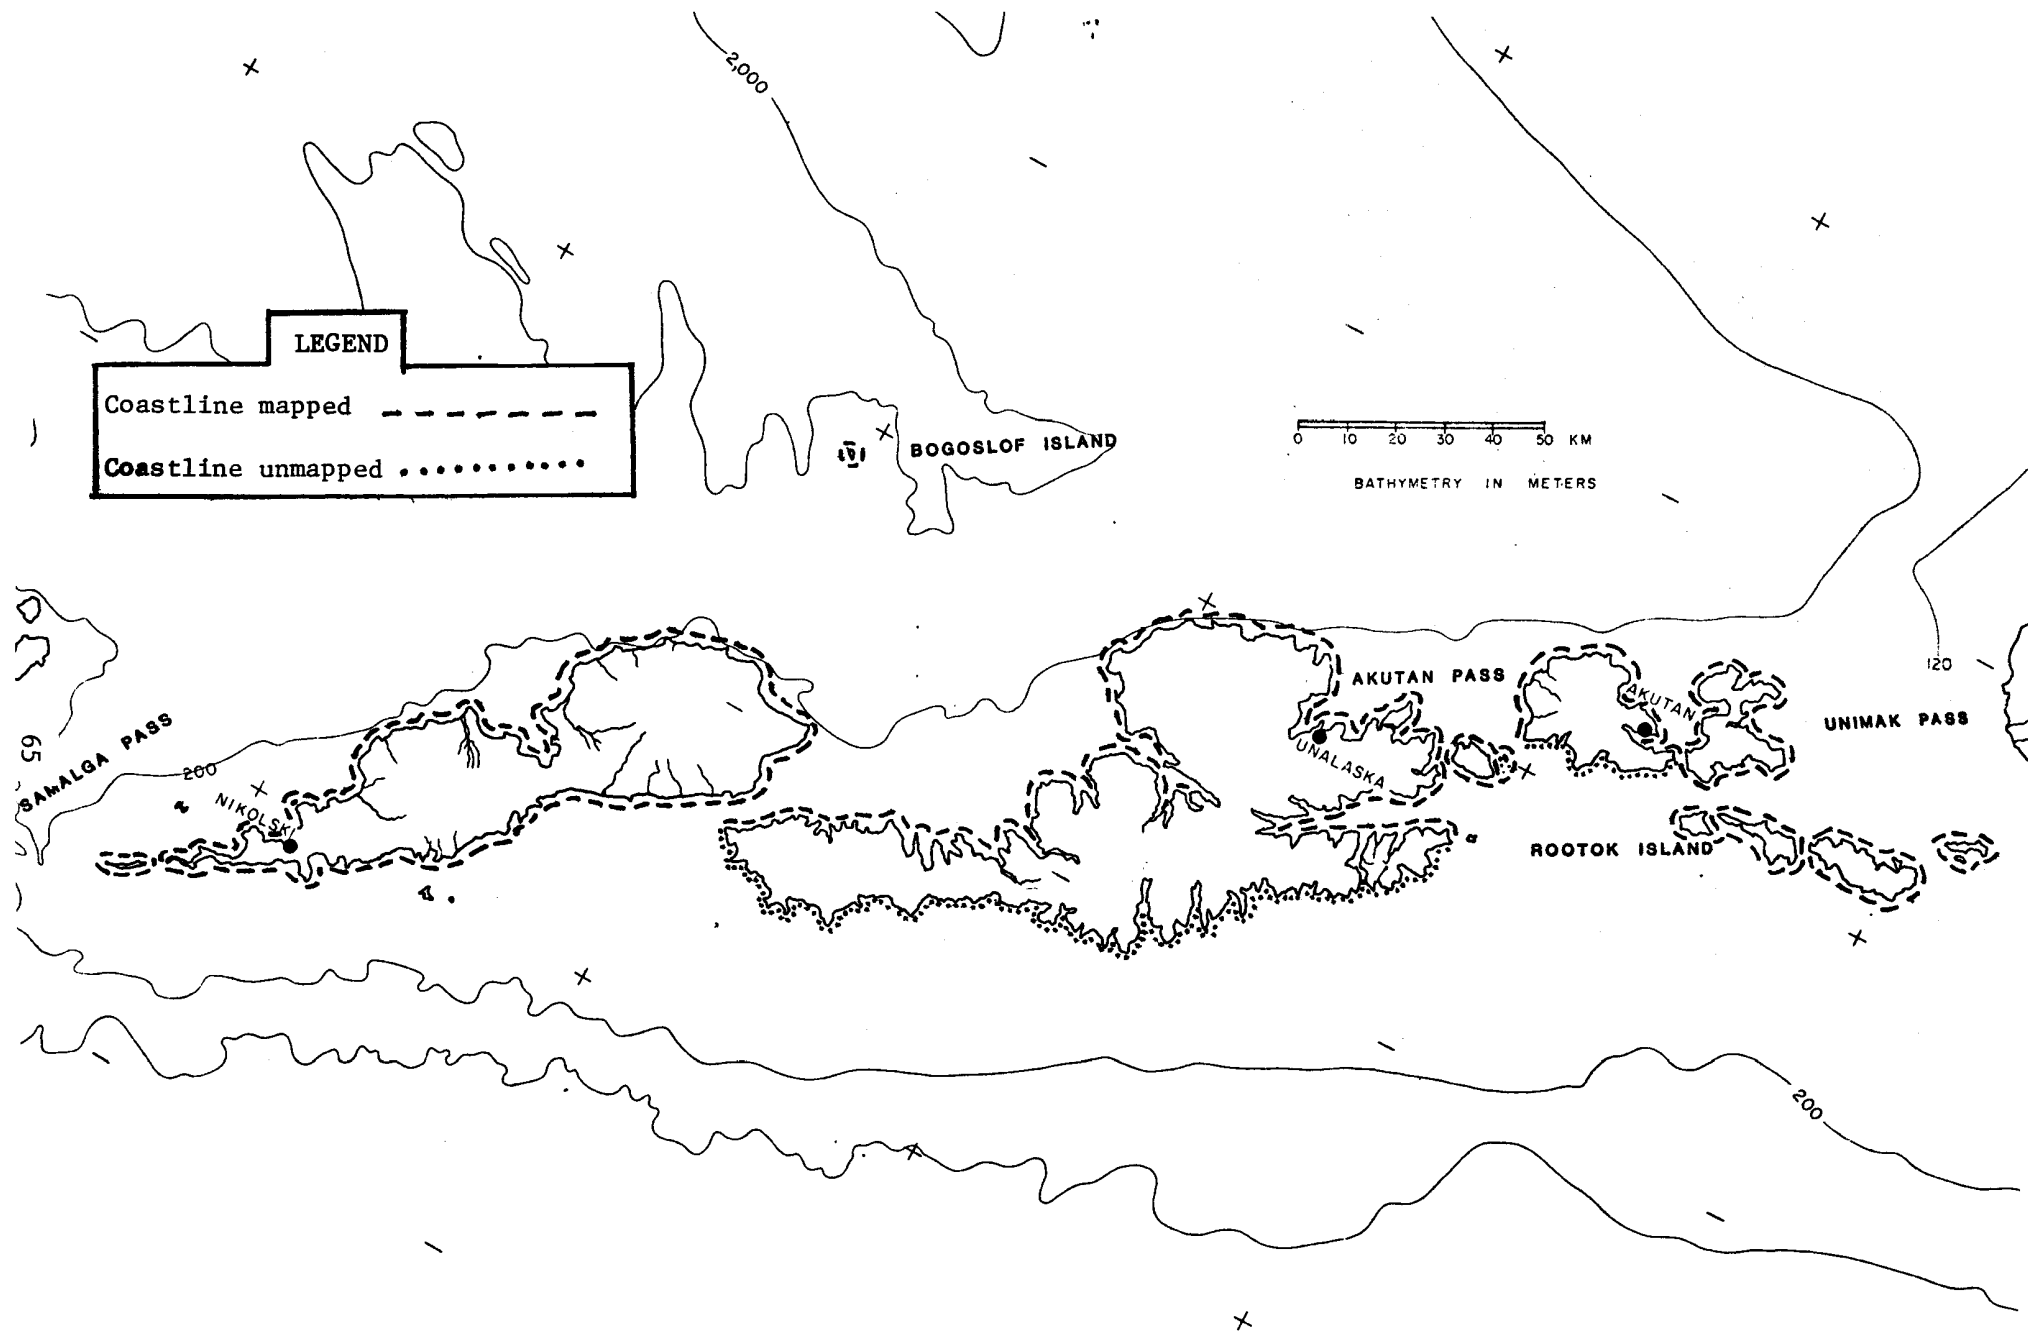 2,000
LEGEND
Coastline mapped
Coastline unmapped
BOGOSLOF ISLAND
0 10 20 30 40 50 KM
BATHYMETRY IN METERS
AKUTAN PASS
AKUTAN
120
UNIMAK PASS
65
SAMALGA PASS
200
NIKOLSKI
UNALASKA
ROOTOK ISLAND
200